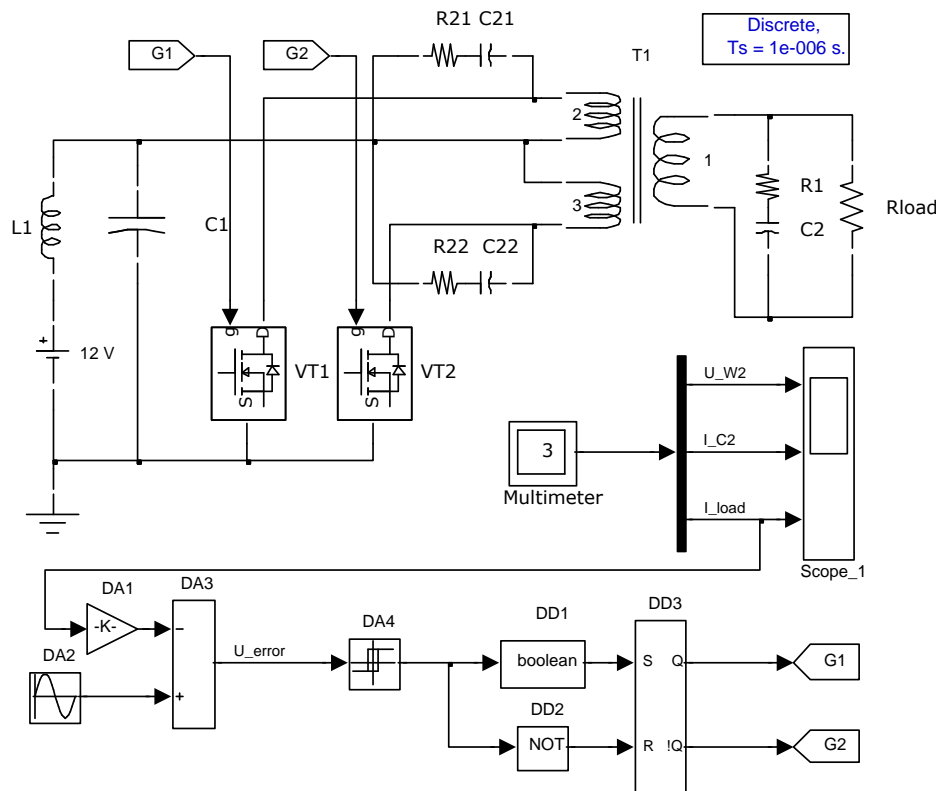 R21 C21
Discrete,
Ts = 1e-006 s.
G1
G2
T1
2
1
3
R1
C2
Rload
L1
C1
R22 C22
+
12 V
g
D
S
VT1
g
D
S
VT2
U_W2
3
I_C2
Multimeter
I_load
Scope_1
DA1
DA3
-K-
−
DA4
DD1
DD3
DA2
U_error
boolean
S
Q
G1
+
DD2
NOT
R
!Q
G2